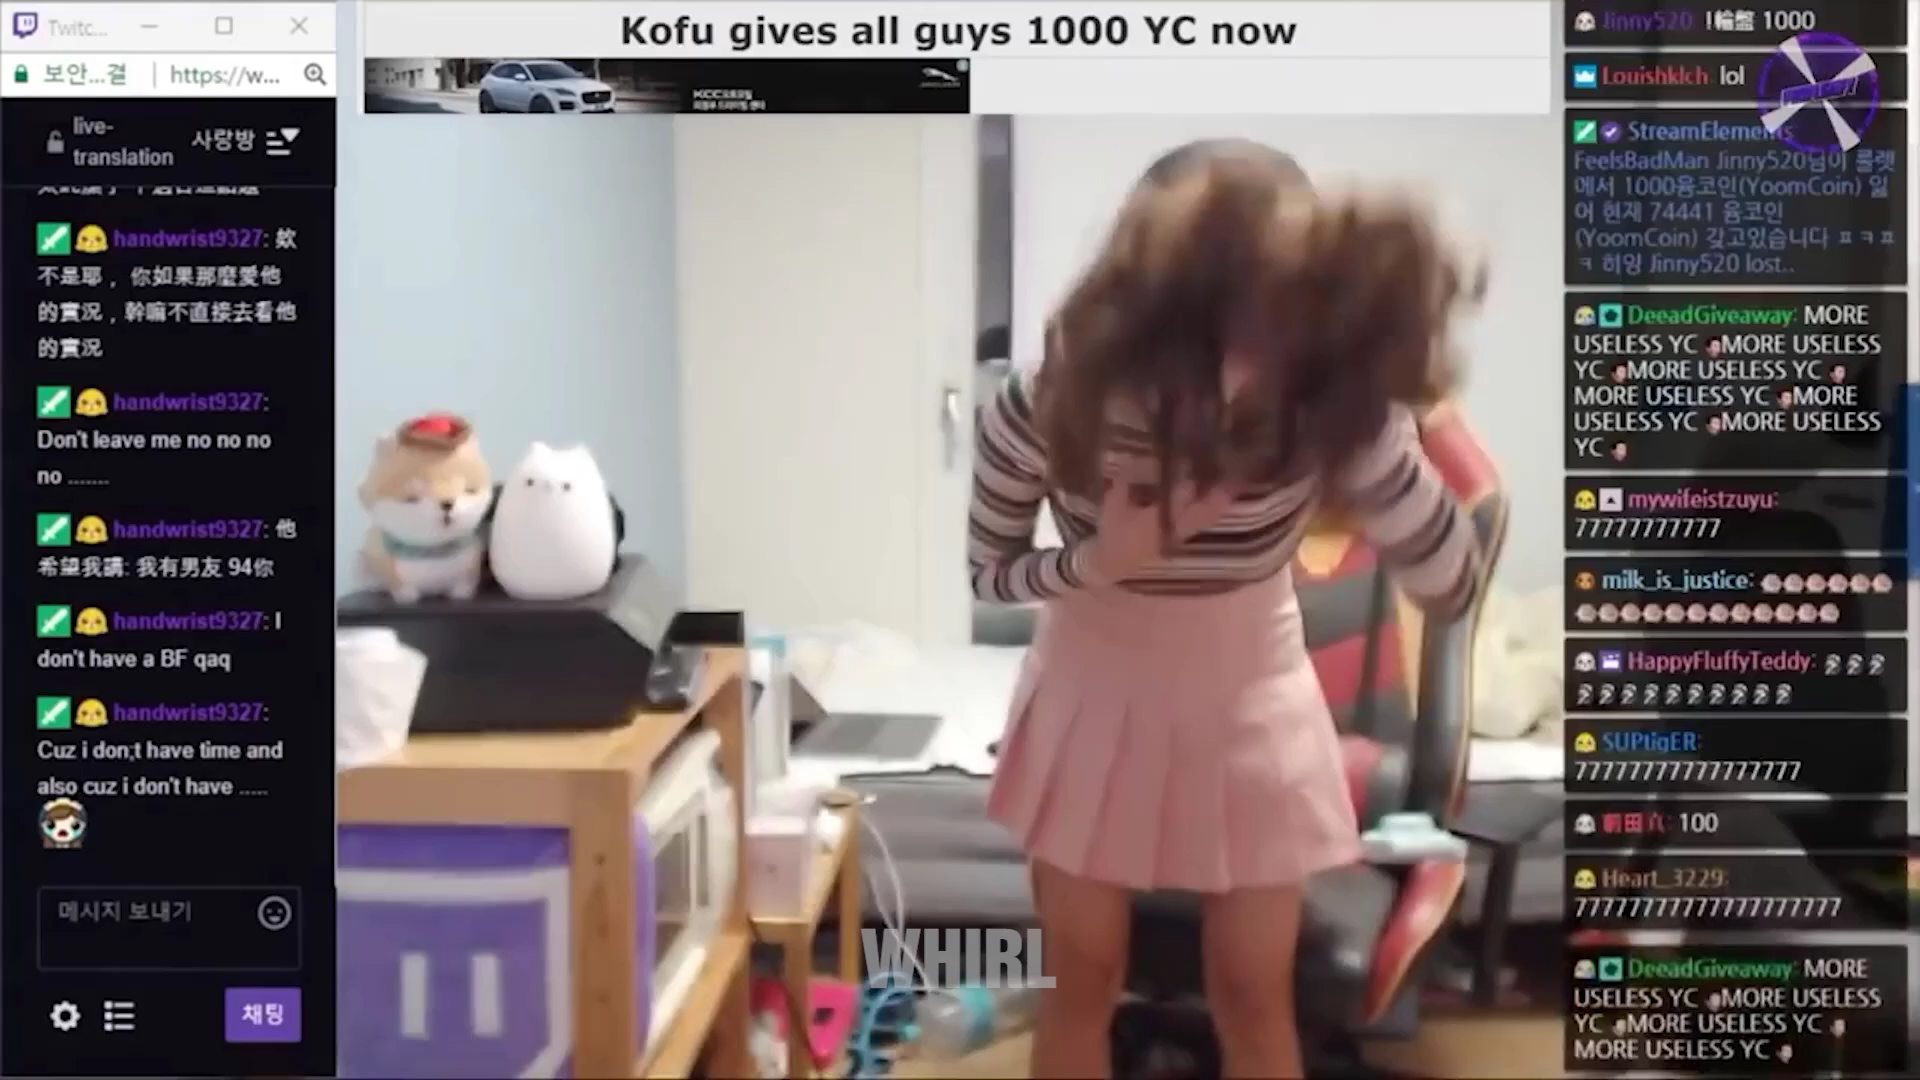 Twitc...
보안...결 https://w...
Kofu gives all guys 1000 YC now
live-
translation
사랑방
handwrist9327: 欸
不是耶，你如果那麼愛他
的實況，幹嘛不直接去看他
的實況
handwrist9327:
Don't leave me no no no
no .......
handwrist9327: 他
希望我講: 我有男友 94你
handwrist9327: I
don't have a BF qaq
handwrist9327:
Cuz i don;t have time and
also cuz i don't have .....
메시지 보내기
채팅
WHIRL
Jinny520 !輪盤 1000
Louishklch lol
StreamElements
FeelsBadMan Jinny520님이 룰렛
에서 1000윰코인(YoomCoin) 잃
어 현재 74441 윰코인
(YoomCoin) 갖고있습니다 ㅍㅋㅍ
ㅋ 히잉 Jinny520 lost..
DeeadGiveaway: MORE
USELESS YC MORE USELESS
YC MORE USELESS YC
MORE USELESS YC MORE
USELESS YC MORE USELESS
YC
mywifeistzuyu:
77777777777
milk_is_justice:
HappyFluffyTeddy:
SUPtigER:
77777777777777777
前田 100
Heart_3229:
77777777777777777777
DeeadGiveaway: MORE
USELESS YC MORE USELESS
YC MORE USELESS YC
MORE USELESS YC